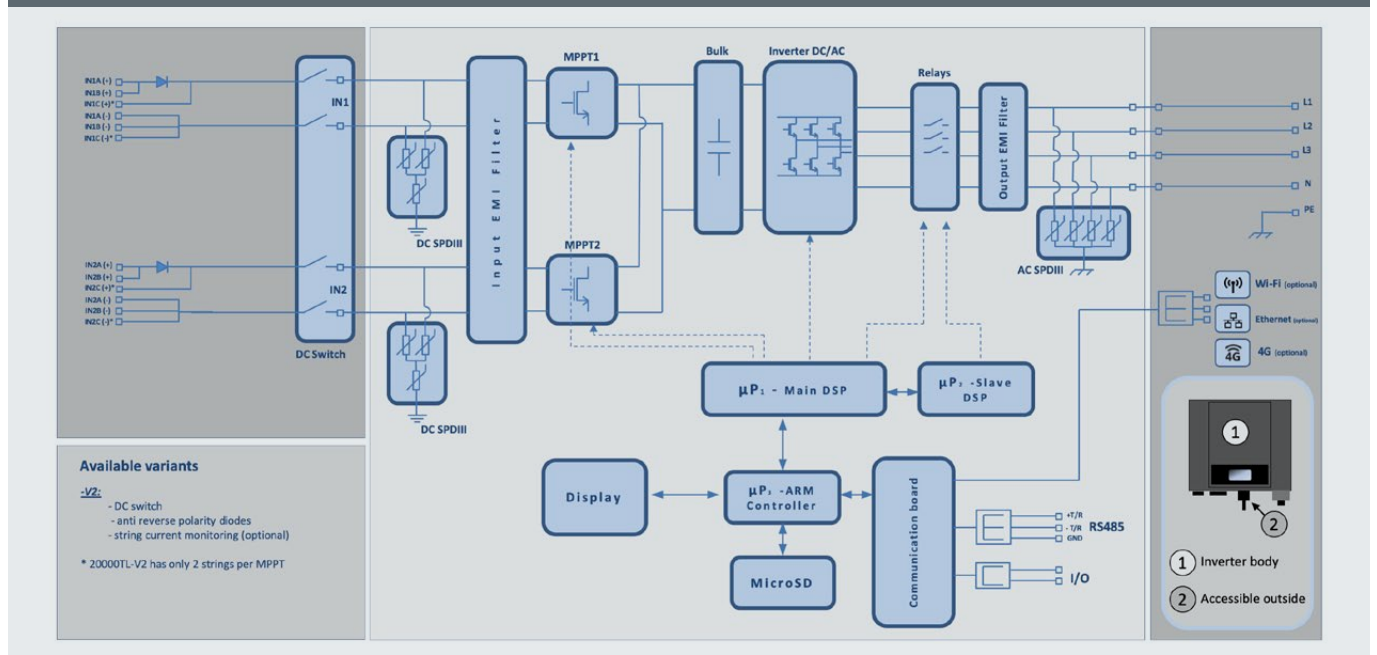 IN1A (+)
IN1B (+)
IN1C (+)*
IN1A (-)
IN1B (-)
IN1C (-)*
IN1
IN2A (+)
IN2B (+)
IN2C (+)*
IN2A (-)
IN2B (-)
IN2C (-)*
IN2
DC Switch
DC SPDIII
DC SPDIII
Input EMI Filter
MPPT1
MPPT2
Bulk
Inverter DC/AC
Relays
Output EMI Filter
AC SPDIII
L1
L2
L3
N
PE
Wi-Fi (optional)
Ethernet (optional)
4G
4G (optional)
µP₁ - Main DSP
µP₂ -Slave
DSP
Display
µP₃ -ARM
Controller
MicroSD
Communication board
+T/R
- T/R
GND
RS485
I/O
Available variants
-V2:
- DC switch
- anti reverse polarity diodes
- string current monitoring (optional)
* 20000TL-V2 has only 2 strings per MPPT
1
2
1 Inverter body
2 Accessible outside